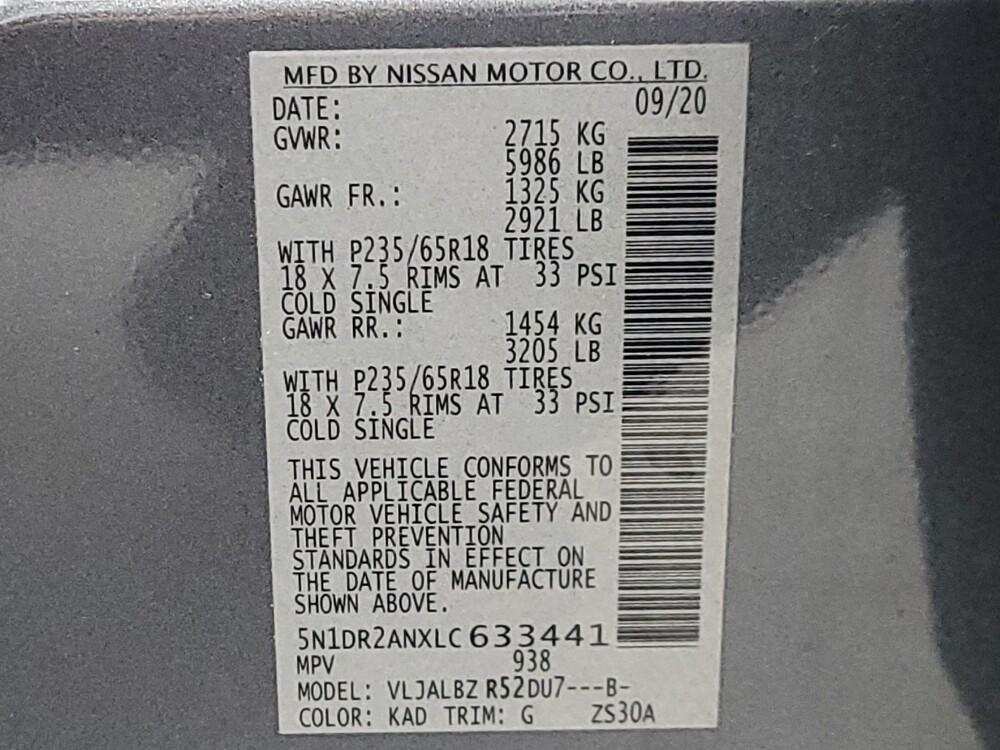 MFD BY NISSAN MOTOR CO., LTD.
DATE: 09/20
GVWR: 2715 KG
5986 LB
GAWR FR.: 1325 KG
2921 LB
WITH P235/65R18 TIRES
18 X 7.5 RIMS AT 33 PSI
COLD SINGLE
GAWR RR.: 1454 KG
3205 LB
WITH P235/65R18 TIRES
18 X 7.5 RIMS AT 33 PSI
COLD SINGLE
THIS VEHICLE CONFORMS TO
ALL APPLICABLE FEDERAL
MOTOR VEHICLE SAFETY AND
THEFT PREVENTION
STANDARDS IN EFFECT ON
THE DATE OF MANUFACTURE
SHOWN ABOVE.
5N1DR2ANXLC633441
MPV 938
MODEL: VLJALBZ R52DU7---B-
COLOR: KAD TRIM: G ZS30A